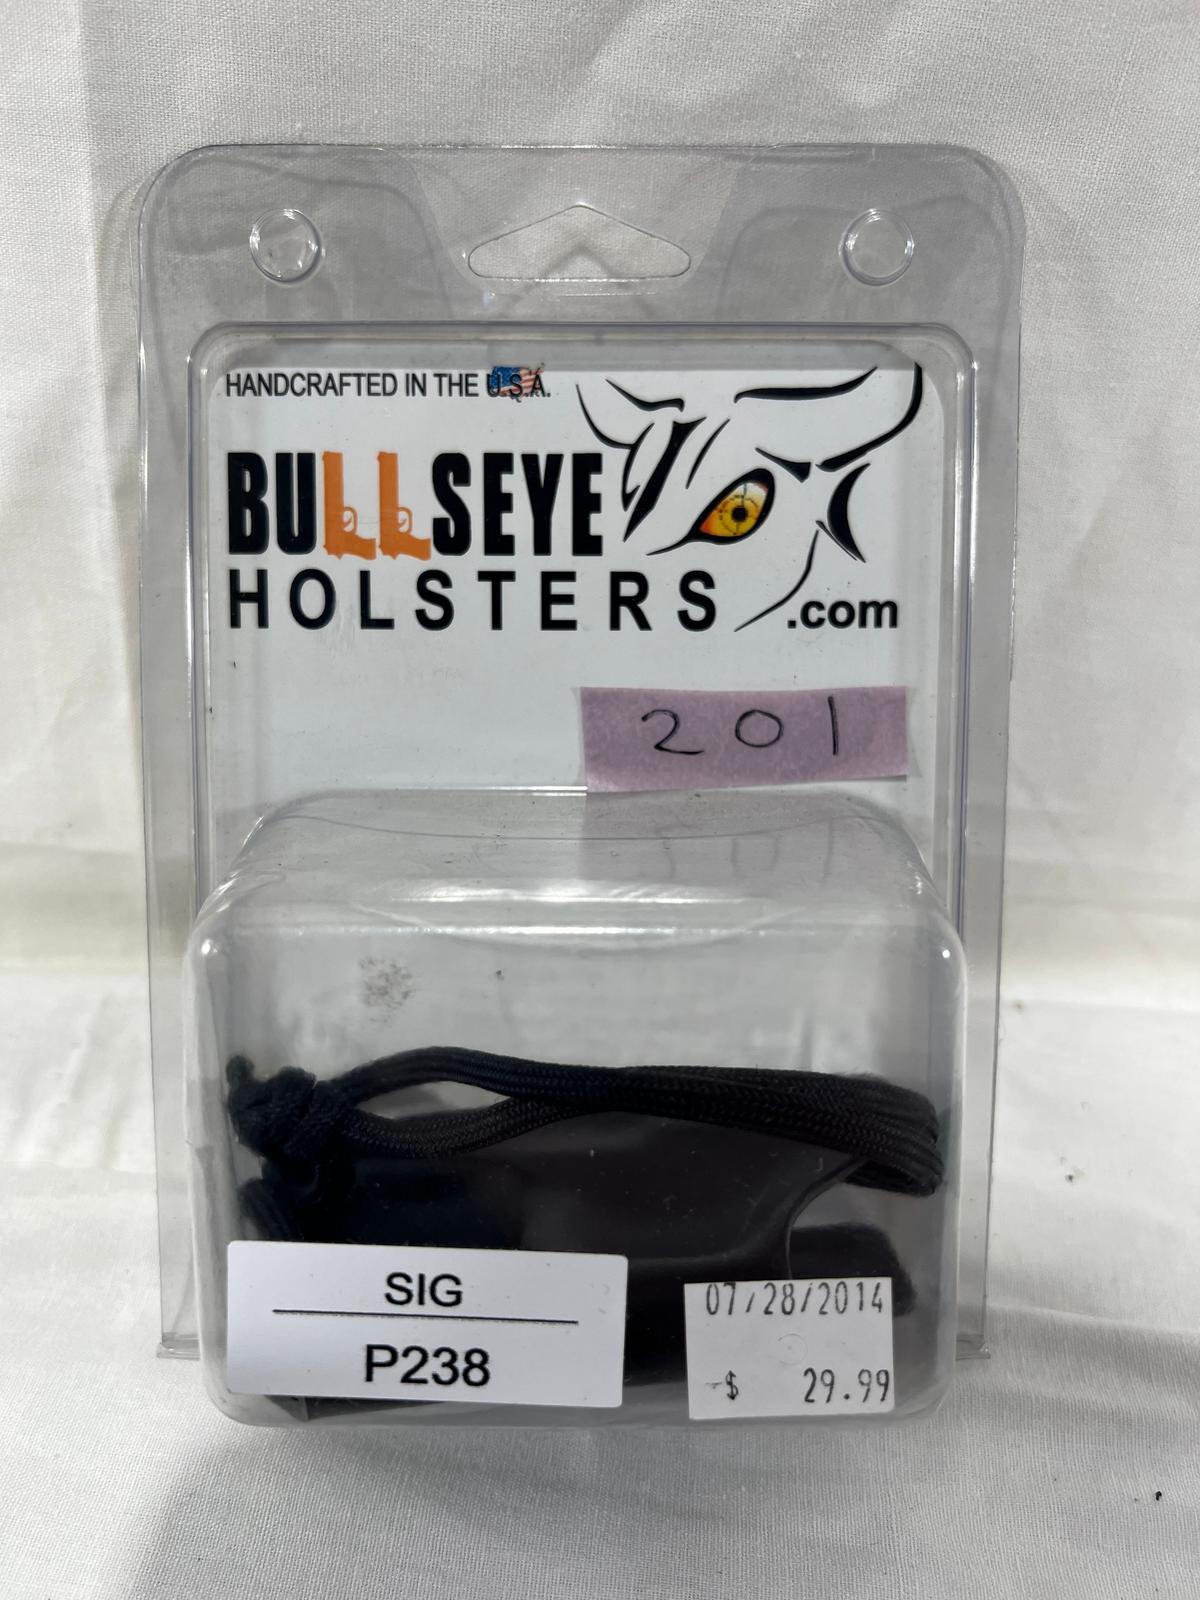 HANDCRAFTED IN THE U.S.A.
BULLSEYE
HOLSTERS
.com
201
SIG
P238
07/28/2014
$ 29.99